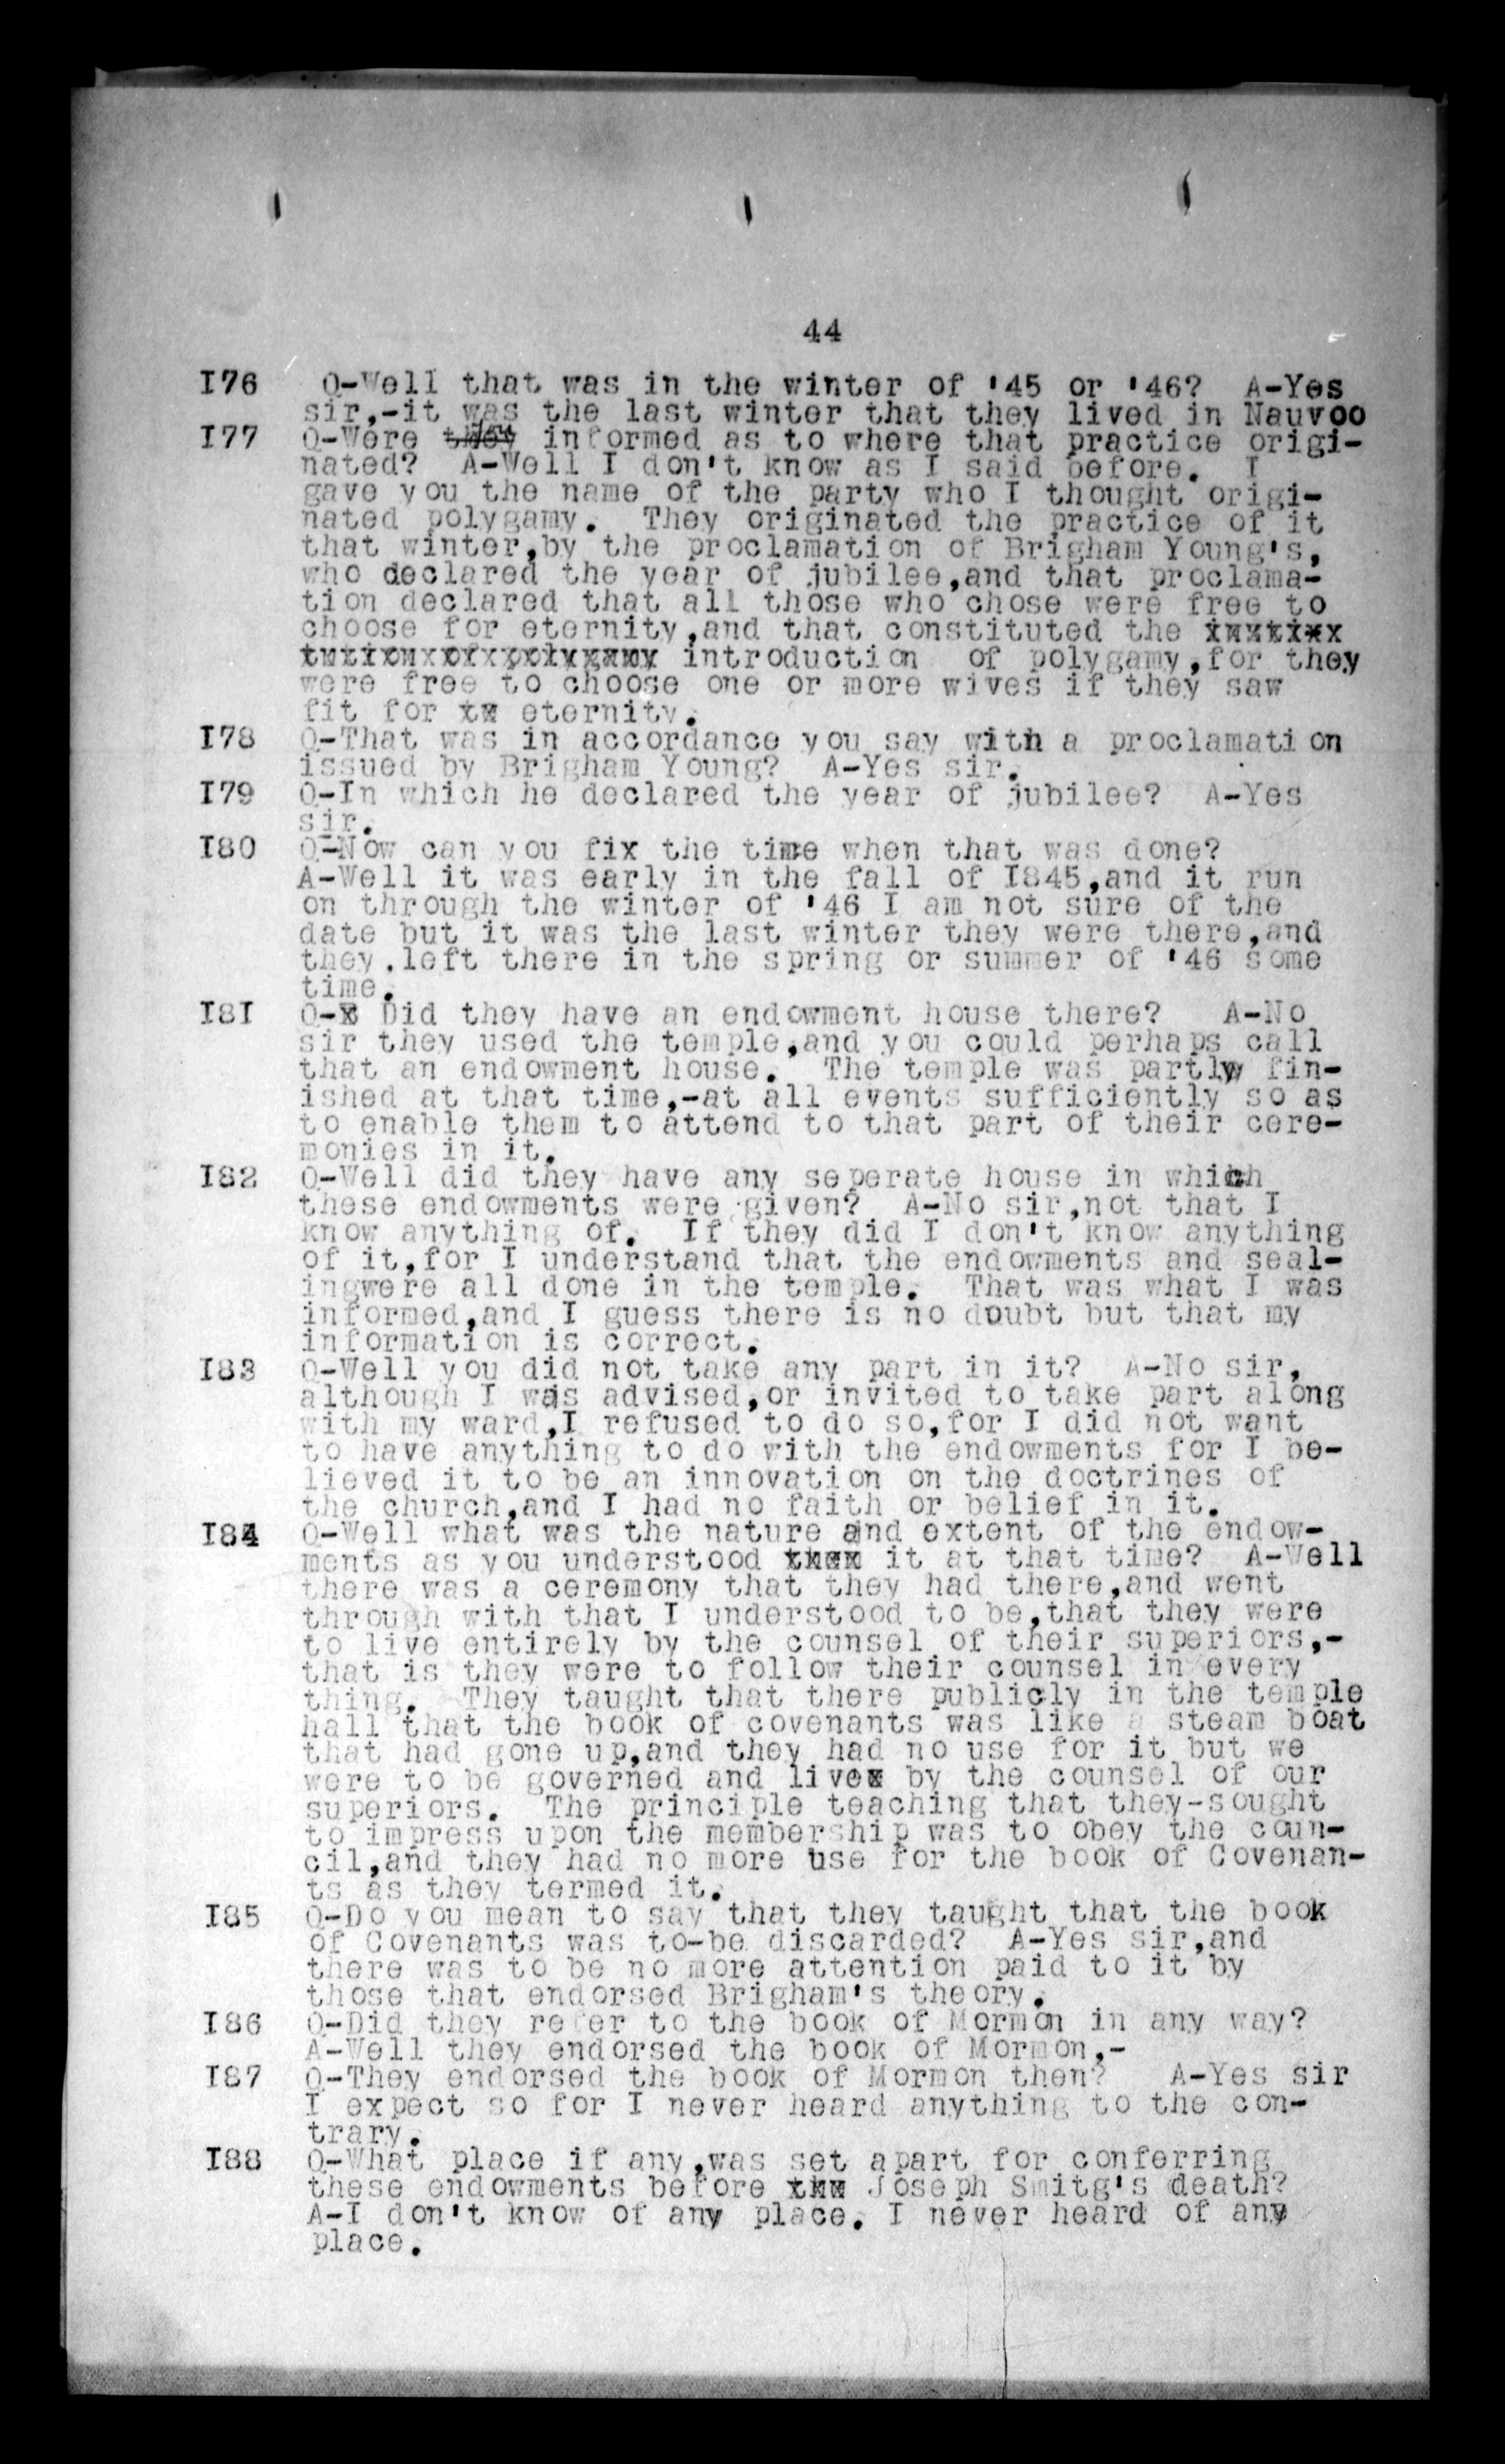 44
I76 Q-Well that was in the winter of '45 or '46? A-Yes
sir,-it was the last winter that they lived in Nauvoo
I77 Q-Were informed as to where that practice origi-
nated? A-Well I don't know as I said before. I
gave you the name of the party who I thought origi-
nated polygamy. They originated the practice of it
that winter,by the proclamation of Brigham Young's,
who declared the year of jubilee,and that proclama-
tion declared that all those who chose were free to
choose for eternity,and that constituted the
introduction of polygamy,for they
were free to choose one or more wives if they saw
fit for eternity.
I78 Q-That was in accordance you say with a proclamation
issued by Brigham Young? A-Yes sir.
I79 Q-In which he declared the year of jubilee? A-Yes
sir.
I80 Q-Now can you fix the time when that was done?
A-Well it was early in the fall of I845,and it run
on through the winter of '46 I am not sure of the
date but it was the last winter they were there,and
they.left there in the spring or summer of '46 some
time.
I8I Q- Did they have an endowment house there? A-No
sir they used the temple,and you could perhaps call
that an endowment house. The temple was partly fin-
ished at that time,-at all events sufficiently so as
to enable them to attend to that part of their cere-
monies in it.
I82 Q-Well did they have any seperate house in which
these endowments were given? A-No sir,not that I
know anything of. If they did I don't know anything
of it,for I understand that the endowments and seal-
ingwere all done in the temple. That was what I was
informed,and I guess there is no doubt but that my
information is correct.
I83 Q-Well you did not take any part in it? A-No sir,
although I was advised,or invited to take part along
with my ward,I refused to do so,for I did not want
to have anything to do with the endowments for I be-
lieved it to be an innovation on the doctrines of
the church,and I had no faith or belief in it.
I84 Q-Well what was the nature and extent of the endow-
ments as you understood it at that time? A-Well
there was a ceremony that they had there,and went
through with that I understood to be,that they were
to live entirely by the counsel of their superiors,-
that is they were to follow their counsel in every
thing. They taught that there publicly in the temple
hall that the book of covenants was like a steam boat
that had gone up,and they had no use for it but we
were to be governed and live by the counsel of our
superiors. The principle teaching that they-sought
to impress upon the membership was to obey the coun-
cil,and they had no more use for the book of Covenan-
ts as they termed it.
I85 Q-Do you mean to say that they taught that the book
of Covenants was to-be discarded? A-Yes sir,and
there was to be no more attention paid to it by
those that endorsed Brigham's theory.
I86 Q-Did they refer to the book of Mormon in any way?
A-Well they endorsed the book of Mormon,-
I87 Q-They endorsed the book of Mormon then? A-Yes sir
I expect so for I never heard anything to the con-
trary.
I88 Q-What place if any,was set apart for conferring
these endowments before Joseph Smitg's death?
A-I don't know of any place. I never heard of any
place.